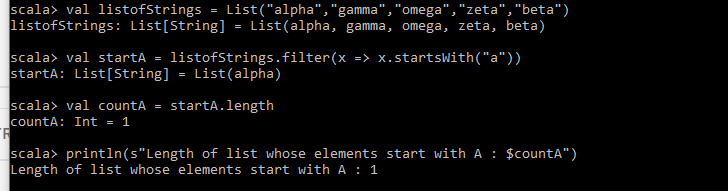 scala> val listofStrings = List("alpha","gamma","omega","zeta","beta")
listofStrings: List[String] = List(alpha, gamma, omega, zeta, beta)
scala> val startA = listofStrings.filter(x => x.startsWith("a"))
startA: List[String] = List(alpha)
scala> val countA = startA.length
countA: Int = 1
scala> println(s"Length of list whose elements start with A : $countA")
Length of list whose elements start with A : 1